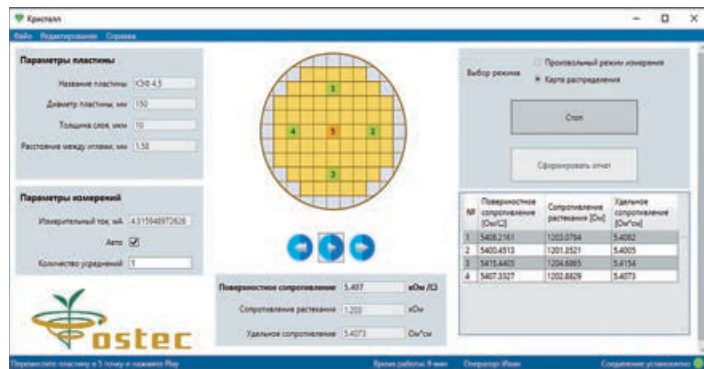 Кристалл
Файл Редактирование Справка
Параметры пластины
Название пластины КЭФ 4,5
Диаметр пластины, мм 150
Толщина слоя, мкм 10
Расстояние между иглами, мм 1.58
Параметры измерений
Измерительный ток, мА 4.315948972626
Авто
Количество усреднений 1
Postec
3
4 5 2
3
Поверхностное сопротивление 5.407 кОм /□
Сопротивление растекания 1.203 кОм
Удельное сопротивление 5.4073 Ом*см
Выбор режима
Произвольный режим измерения
Карта распределения
Стоп
Сформировать отчет
№ Поверхностное сопротивление [Ом/□] Сопротивление растекания [Ом] Удельное сопротивление [Ом*см]
1 5408.2161 1203.0794 5.4082
2 5400.4513 1201.3521 5.4005
3 5415.4405 1204.6865 5.4154
4 5407.3327 1202.8829 5.4073
Переместите пластину в 5 точку и нажмите Play
Время работы: 9 мин
Оператор: Иван
Соединение установлено